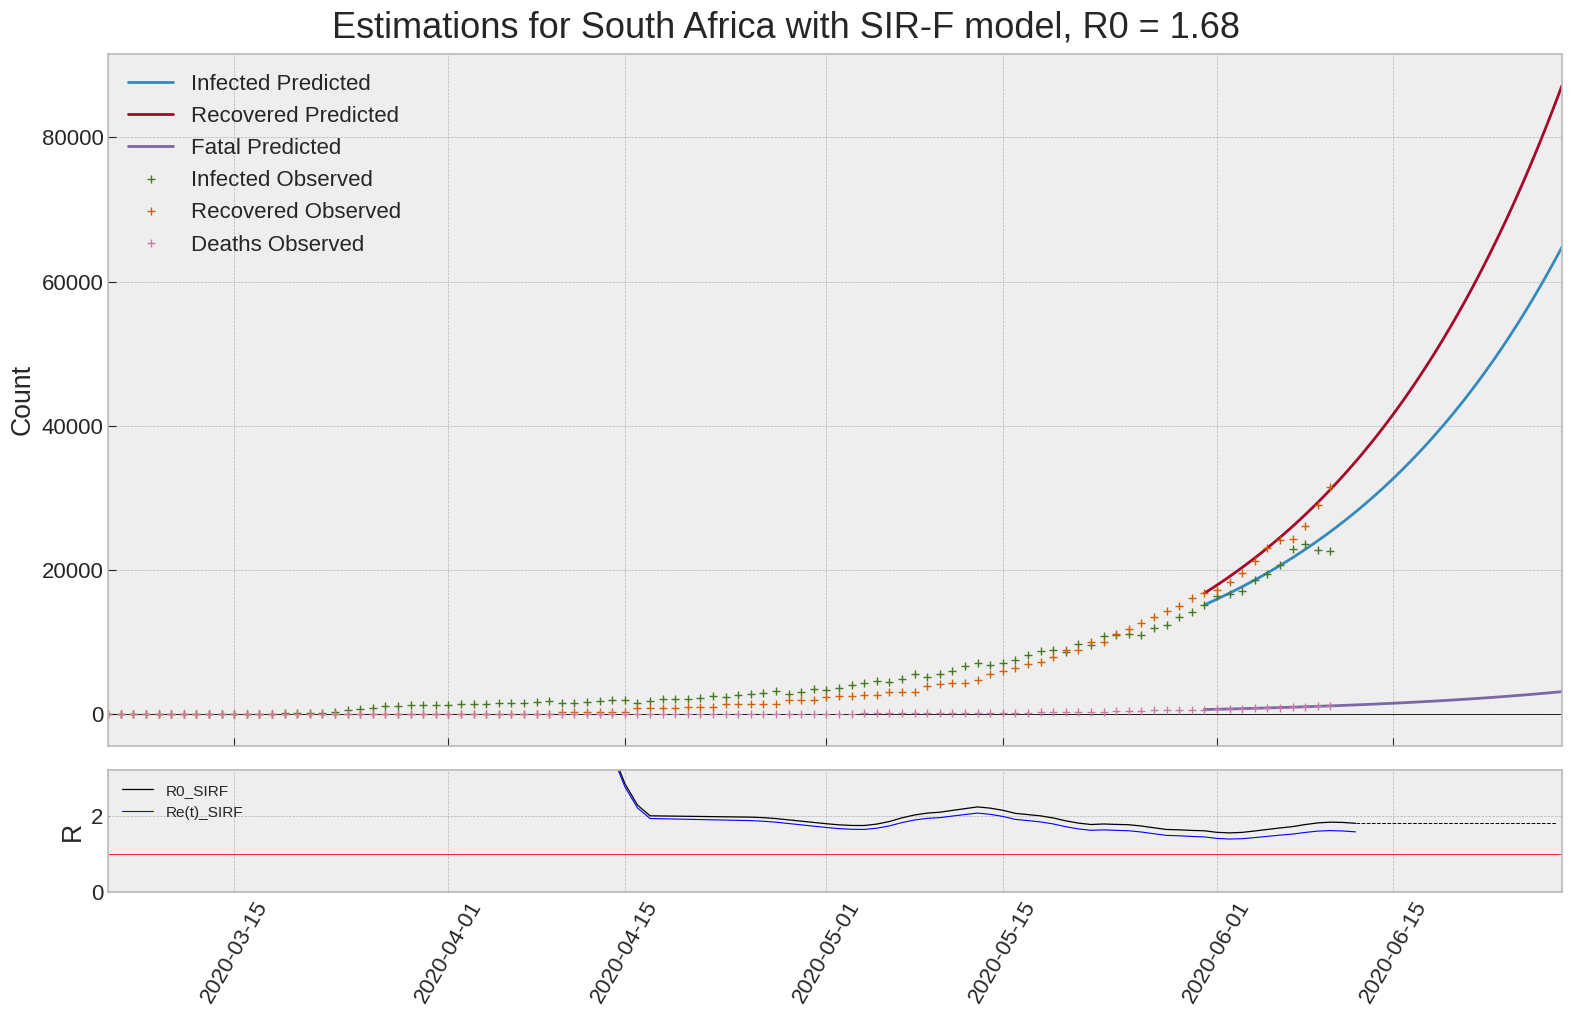 Estimations for South Africa with SIR-F model, R0 = 1.68
Infected Predicted
Recovered Predicted
Fatal Predicted
Infected Observed
Recovered Observed
Deaths Observed
80000
60000
40000
20000
0
Count
R0_SIRF
Re(t)_SIRF
2
0
R
2020-03-15
2020-04-01
2020-04-15
2020-05-01
2020-05-15
2020-06-01
2020-06-15